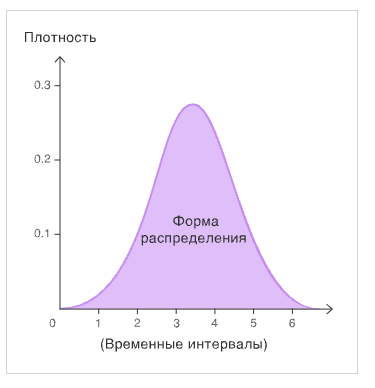 Плотность
0.3
0.2
0.1
Форма
распределения
0 1 2 3 4 5 6
(Временные интервалы)